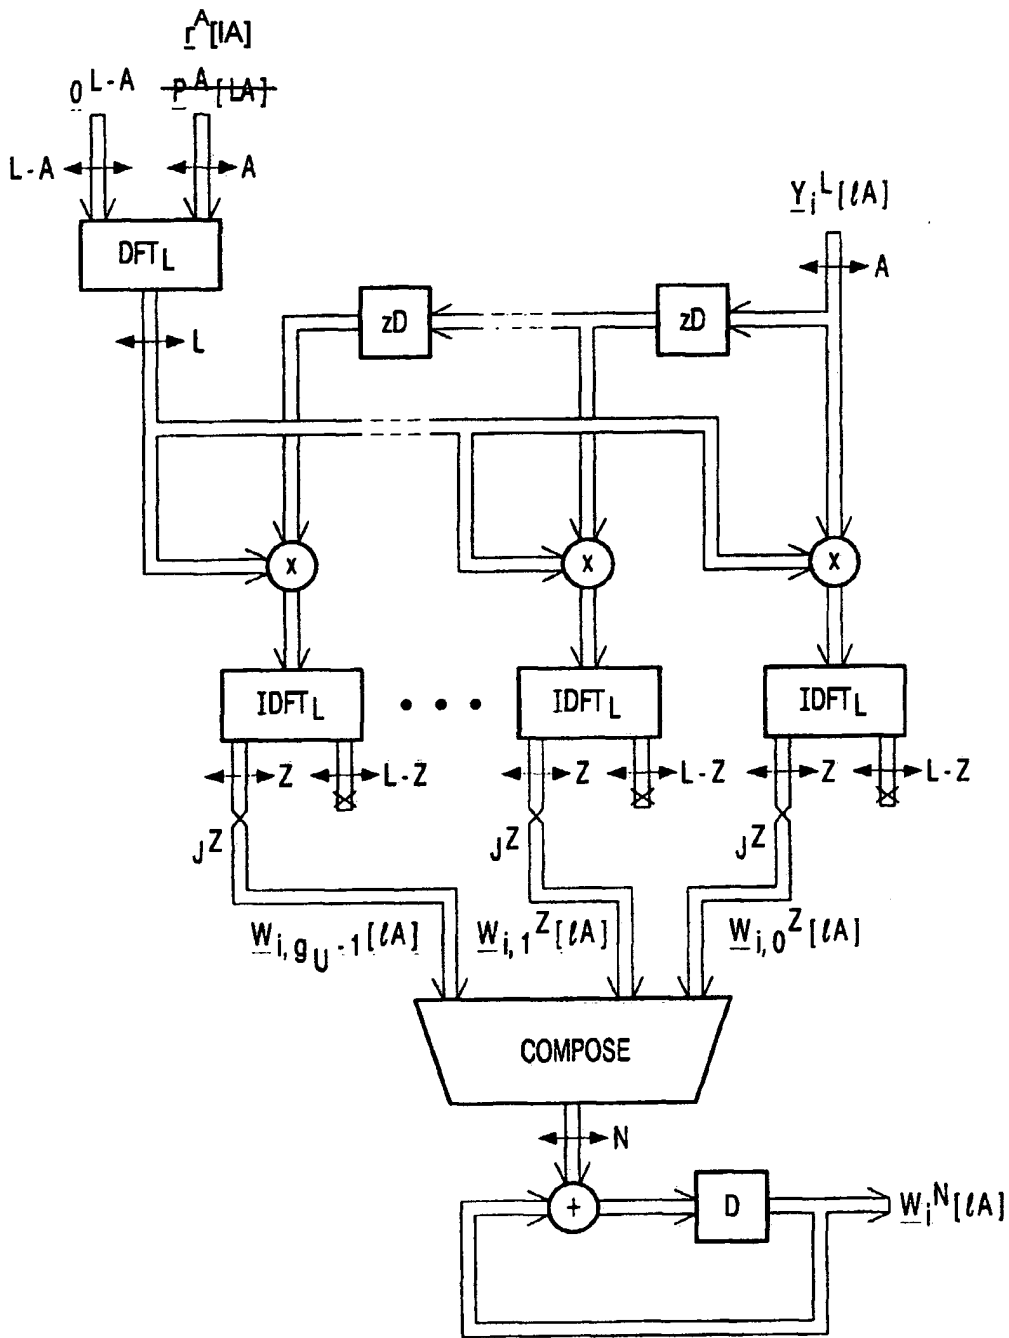 r^A[lA]
0^L-A P^A[LA]
L-A A
Y_i^L[ℓA]
DFT_L
A
zD zD
L
x x x
IDFT_L • • • IDFT_L IDFT_L
Z L-Z Z L-Z Z L-Z
J^Z J^Z J^Z
W_i,g_U-1[ℓA] W_i,1^Z[ℓA] W_i,0^Z[ℓA]
COMPOSE
N
+ D W_i^N[ℓA]